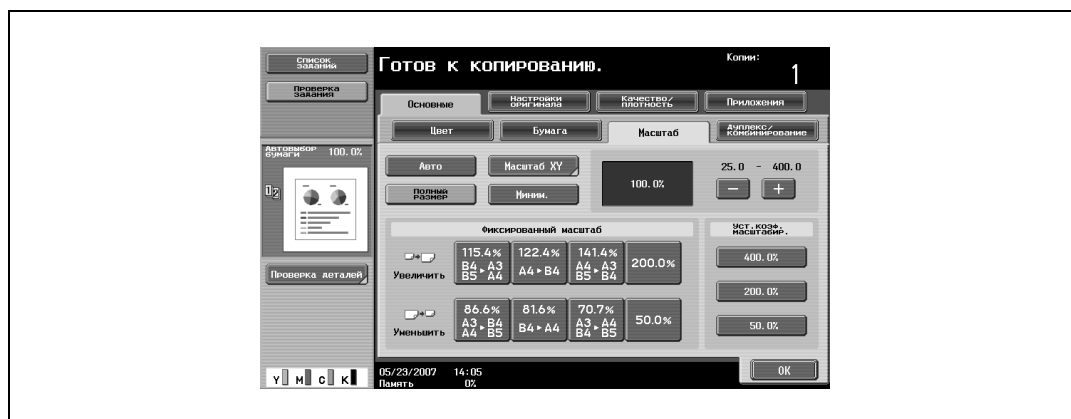 Список
заданий
Проверка
задания
Готов к копированию.
Копии:
1
Основные
Настройки
оригинала
Качество/
плотность
Приложения
Цвет
Бумага
Масштаб
Дуплекс/
комбинирование
Автовыбор
бумаги
100.0%
1 2
Проверка деталей
Авто
Масштаб XY
Полный
размер
Миним.
100.0%
25.0 - 400.0
− +
Фиксированный масштаб
Увеличить
115.4%
B4▸A3
B5▸A4
122.4%
A4▸B4
141.4%
A4▸A3
B5▸B4
200.0%
Уменьшить
86.6%
A3▸B4
A4▸B5
81.6%
B4▸A4
70.7%
A3▸A4
B4▸B5
50.0%
Уст.коэф.
масштабир.
400.0%
200.0%
50.0%
Y M C K
05/23/2007 14:05
Память 0%
OK